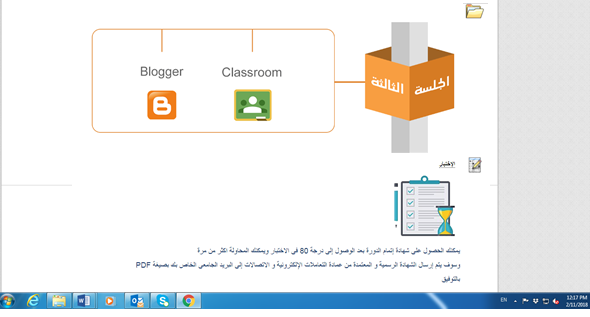 Blogger
Classroom
الجلسة الثالثة
الإختبار
يمكنك الحصول على شهادة إتمام الدورة بعد الوصول إلى درجة 80 في الاختبار ويمكنك المحاولة اكثر من مرة
وسوف يتم إرسال الشهادة الرسمية و المعتمدة من عمادة التعاملات الإلكترونية و الاتصالات إلى البريد الجامعي الخاص بك بصيغة PDF
بالتوفيق
EN
12:17 PM
2/11/2018